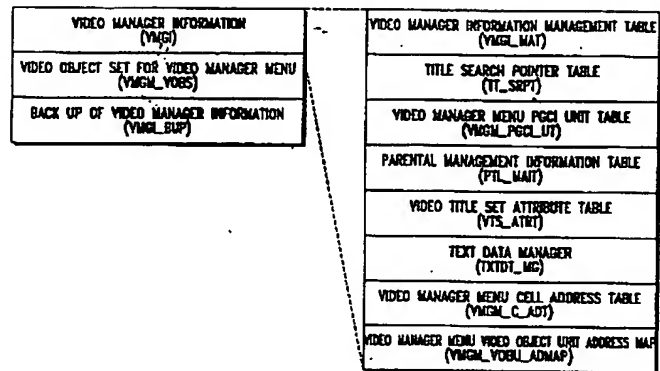 VIDEO MANAGER INFORMATION
(VMGI)
VIDEO OBJECT SET FOR VIDEO MANAGER MENU
(VMGM_VOBS)
BACK UP OF VIDEO MANAGER INFORMATION
(VMGI_BUP)
VIDEO MANAGER INFORMATION MANAGEMENT TABLE
(VMGI_MAT)
TITLE SEARCH POINTER TABLE
(TT_SRPT)
VIDEO MANAGER MENU PGCI UNIT TABLE
(VMGM_PGCI_UT)
PARENTAL MANAGEMENT INFORMATION TABLE
(PTL_MAIT)
VIDEO TITLE SET ATTRIBUTE TABLE
(VTS_ATRT)
TEXT DATA MANAGER
(TXTDT_MG)
VIDEO MANAGER MENU CELL ADDRESS TABLE
(VMGM_C_ADT)
VIDEO MANAGER MENU VIDEO OBJECT UNIT ADDRESS MAP
(VMGM_VOBU_ADMAP)